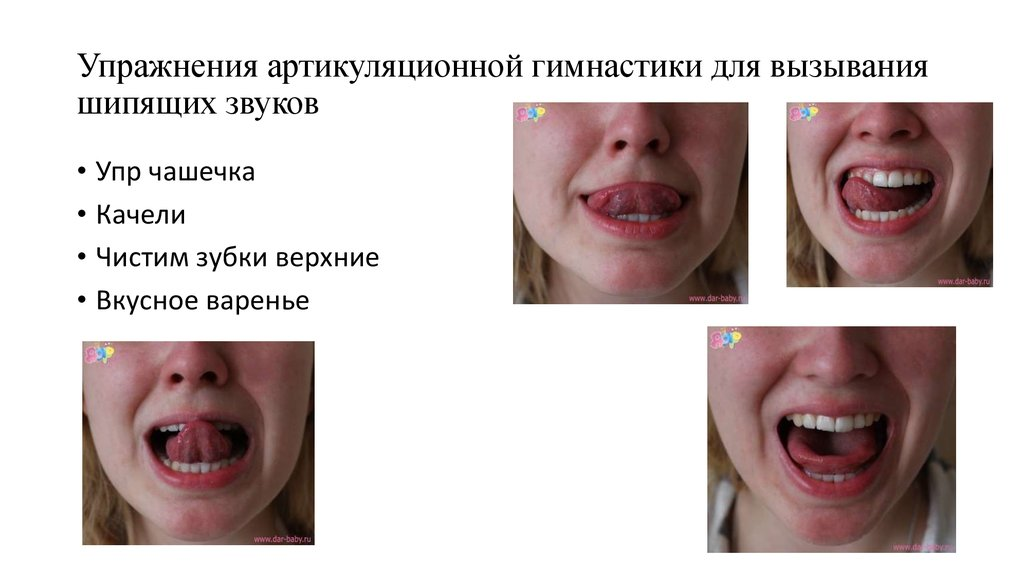 Упражнения артикуляционной гимнастики для вызывания
шипящих звуков
• Упр чашечка
• Качели
• Чистим зубки верхние
• Вкусное варенье
www.dar-baby.ru
www.dar-baby.ru
www.dar-baby.ru
www.dar-baby.ru